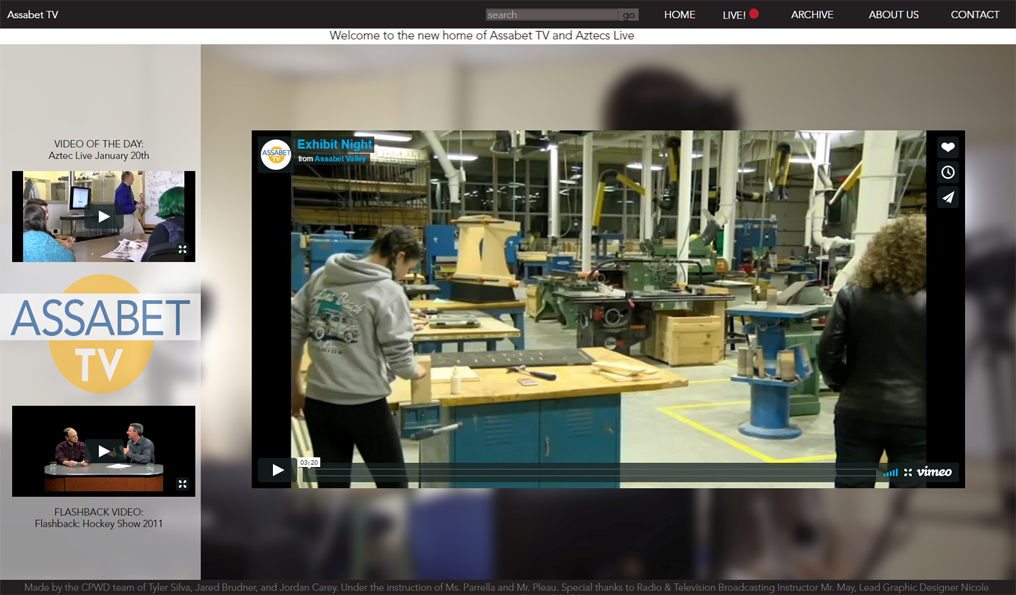 Assabet TV
search
go
HOME
LIVE!
ARCHIVE
ABOUT US
CONTACT
Welcome to the new home of Assabet TV and Aztecs Live
VIDEO OF THE DAY:
Aztec Live January 20th
ASSABET
TV
FLASHBACK VIDEO:
Flashback: Hockey Show 2011
ASSABET
TV
Exhibit Night
from Assabet Valley
03:20
vimeo
Made by the CPWD team of Tyler Silva, Jared Brudner, and Jordan Carey. Under the instruction of Ms. Parrella and Mr. Pleau. Special thanks to Radio & Television Broadcasting Instructor Mr. May, Lead Graphic Designer Nicole